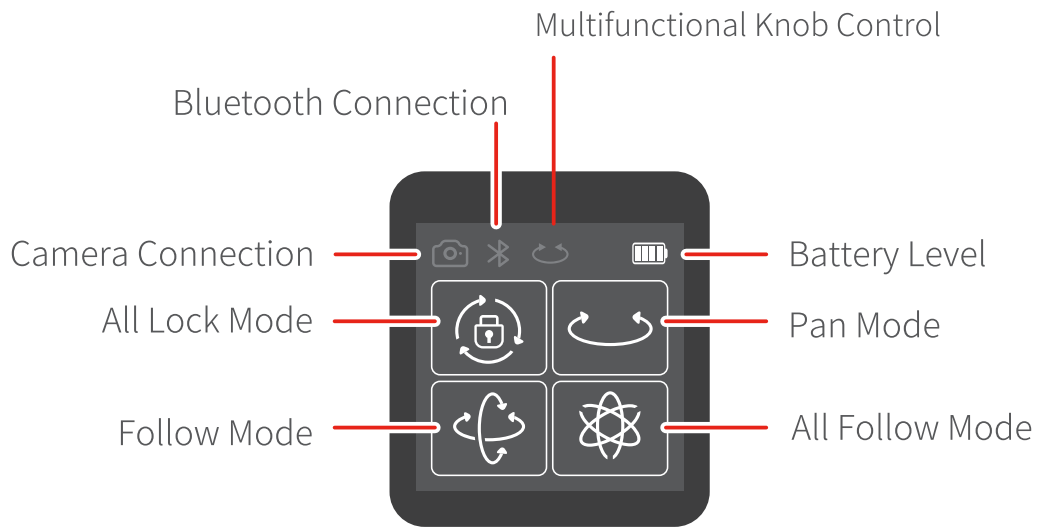 Multifunctional Knob Control
Bluetooth Connection
Camera Connection
Battery Level
All Lock Mode
Pan Mode
Follow Mode
All Follow Mode